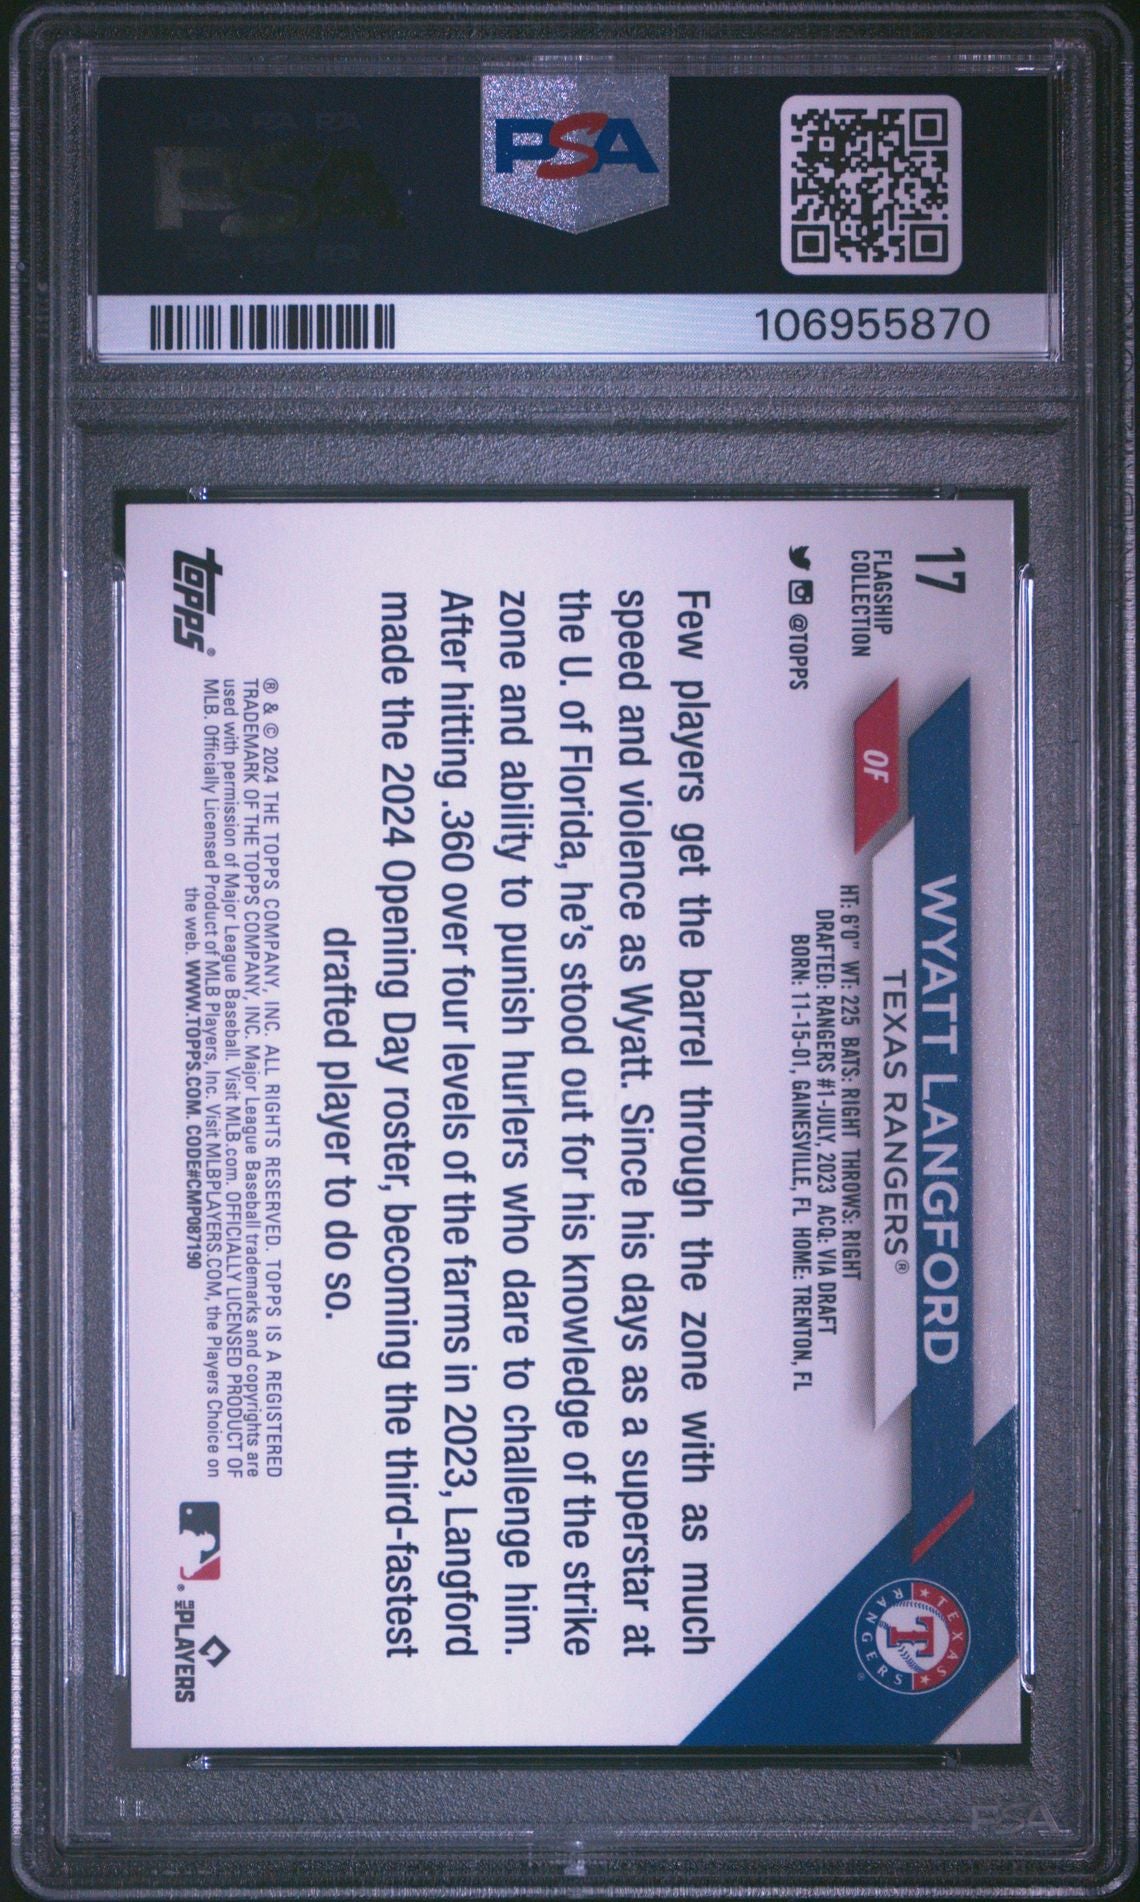 PSA
106955870
17
FLAGSHIP
COLLECTION
@TOPPS
WYATT LANGFORD
OF
TEXAS RANGERS®
HT: 6'0" WT: 225 BATS: RIGHT THROWS: RIGHT
DRAFTED: RANGERS #1-JULY, 2023 ACQ: VIA DRAFT
BORN: 11-15-01, GAINESVILLE, FL HOME: TRENTON, FL
TEXAS RANGERS
T
Few players get the barrel through the zone with as much
speed and violence as Wyatt. Since his days as a superstar at
the U. of Florida, he's stood out for his knowledge of the strike
zone and ability to punish hurlers who dare to challenge him.
After hitting .360 over four levels of the farms in 2023, Langford
made the 2024 Opening Day roster, becoming the third-fastest
drafted player to do so.
topps®
® & © 2024 THE TOPPS COMPANY, INC. ALL RIGHTS RESERVED. TOPPS IS A REGISTERED
TRADEMARK OF THE TOPPS COMPANY, INC. Major League Baseball trademarks and copyrights are
used with permission of Major League Baseball. Visit MLB.com. OFFICIALLY LICENSED PRODUCT OF
MLB. Officially Licensed Product of MLB Players, Inc. Visit MLBPLAYERS.COM, the Players Choice on
the web. WWW.TOPPS.COM. CODE#CMP087190
MLB PLAYERS
PSA